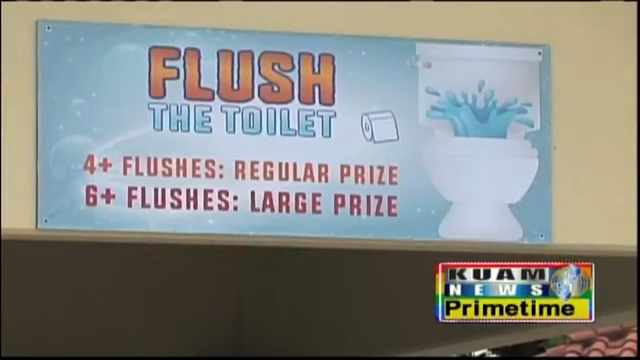 FLUSH
THE TOILET
4+ FLUSHES: REGULAR PRIZE
6+ FLUSHES: LARGE PRIZE
KUAM
NEWS
Primetime